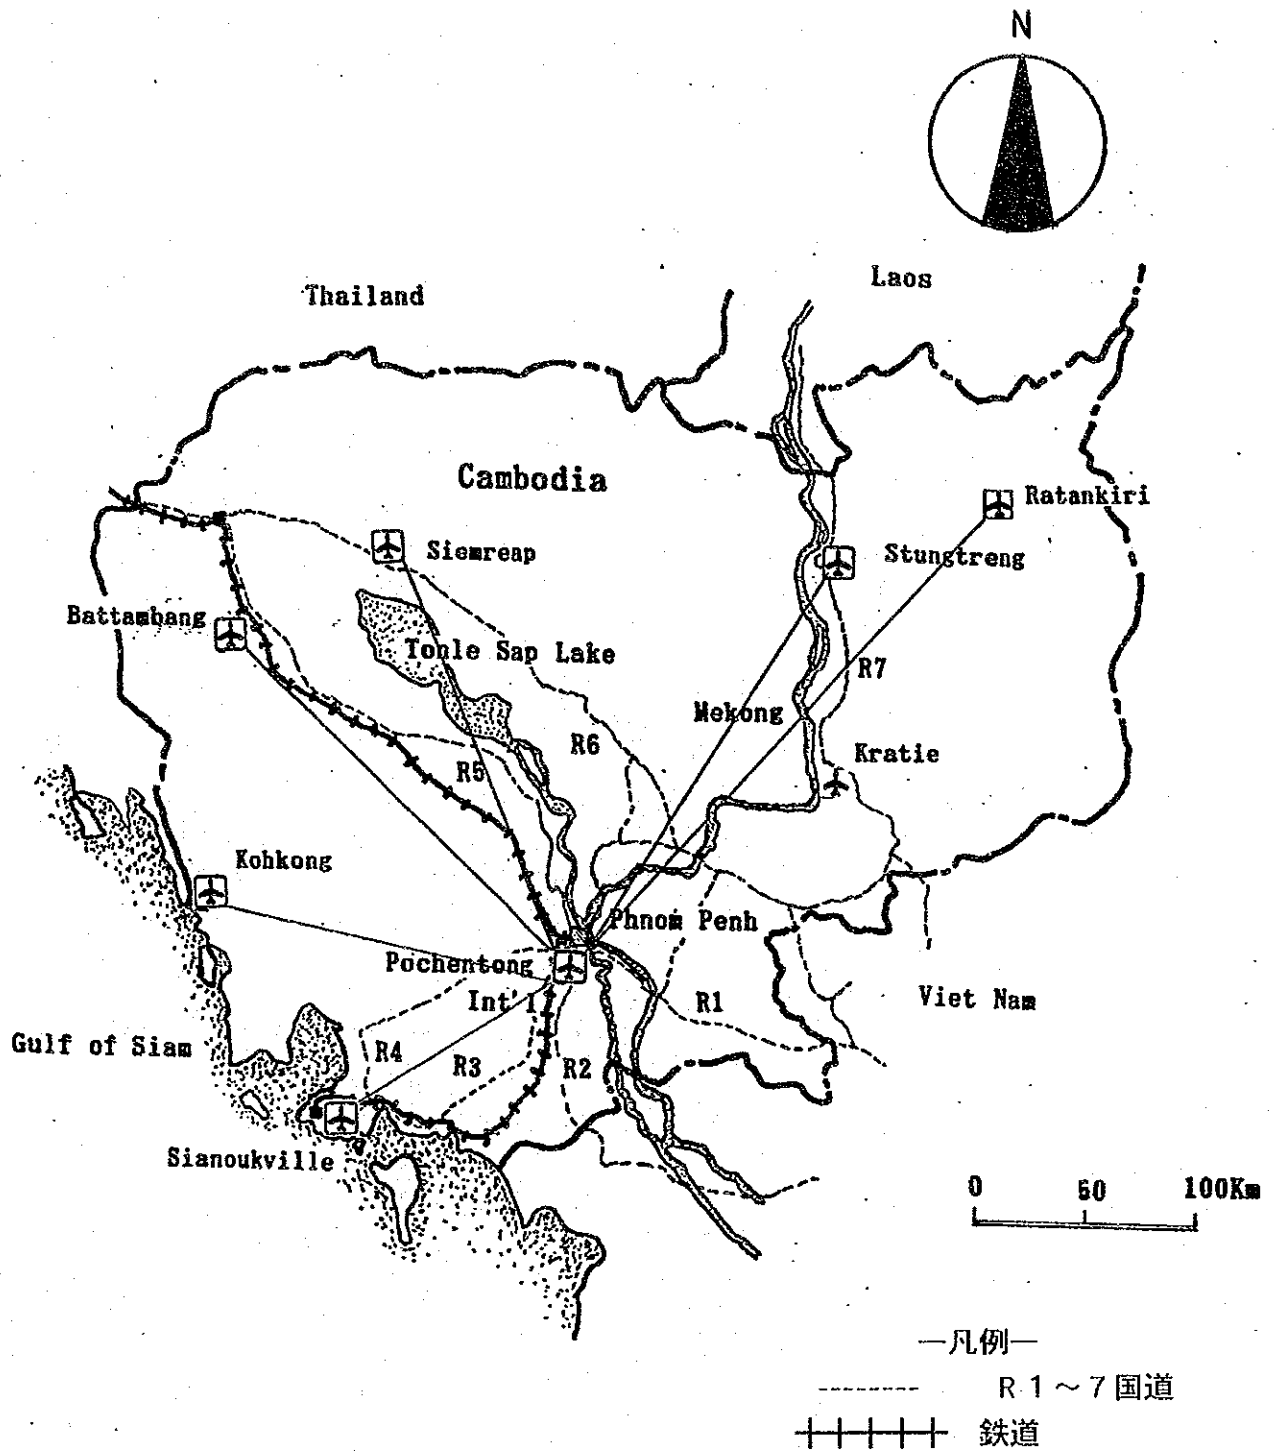 N
Laos
Thailand
Cambodia
Ratankiri
Siemreap
Stungtreng
Battambang
Tonle Sap Lake
R7
Mekong
R6
Kratie
R5
Kohkong
Phnom Penh
Pochentong
Int'l
R1
Viet Nam
Gulf of Siam
R4
R3
R2
Sianoukville
0 50 100Km
—凡例—
R1～7国道
鉄道